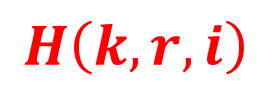 H(k, r, i)